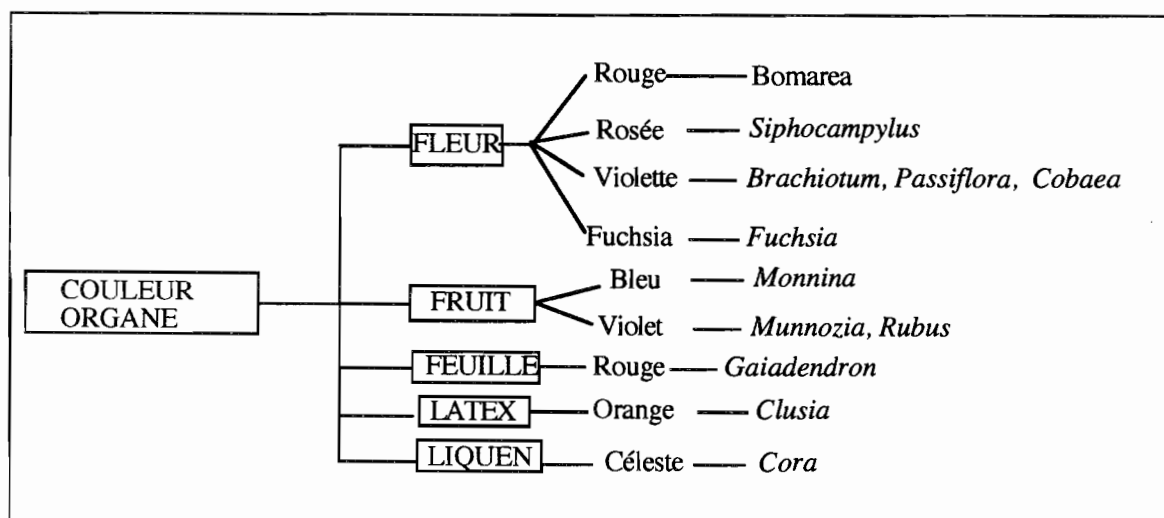 Rouge Bomarea
FLEUR Rosée Siphocampylus
Violette Brachiotum, Passiflora, Cobaea
Fuchsia Fuchsia
COULEUR
ORGANE
FRUIT Bleu Monnina
Violet Munnozia, Rubus
FEUILLE Rouge Gaiadendron
LATEX Orange Clusia
LIQUEN Céleste Cora